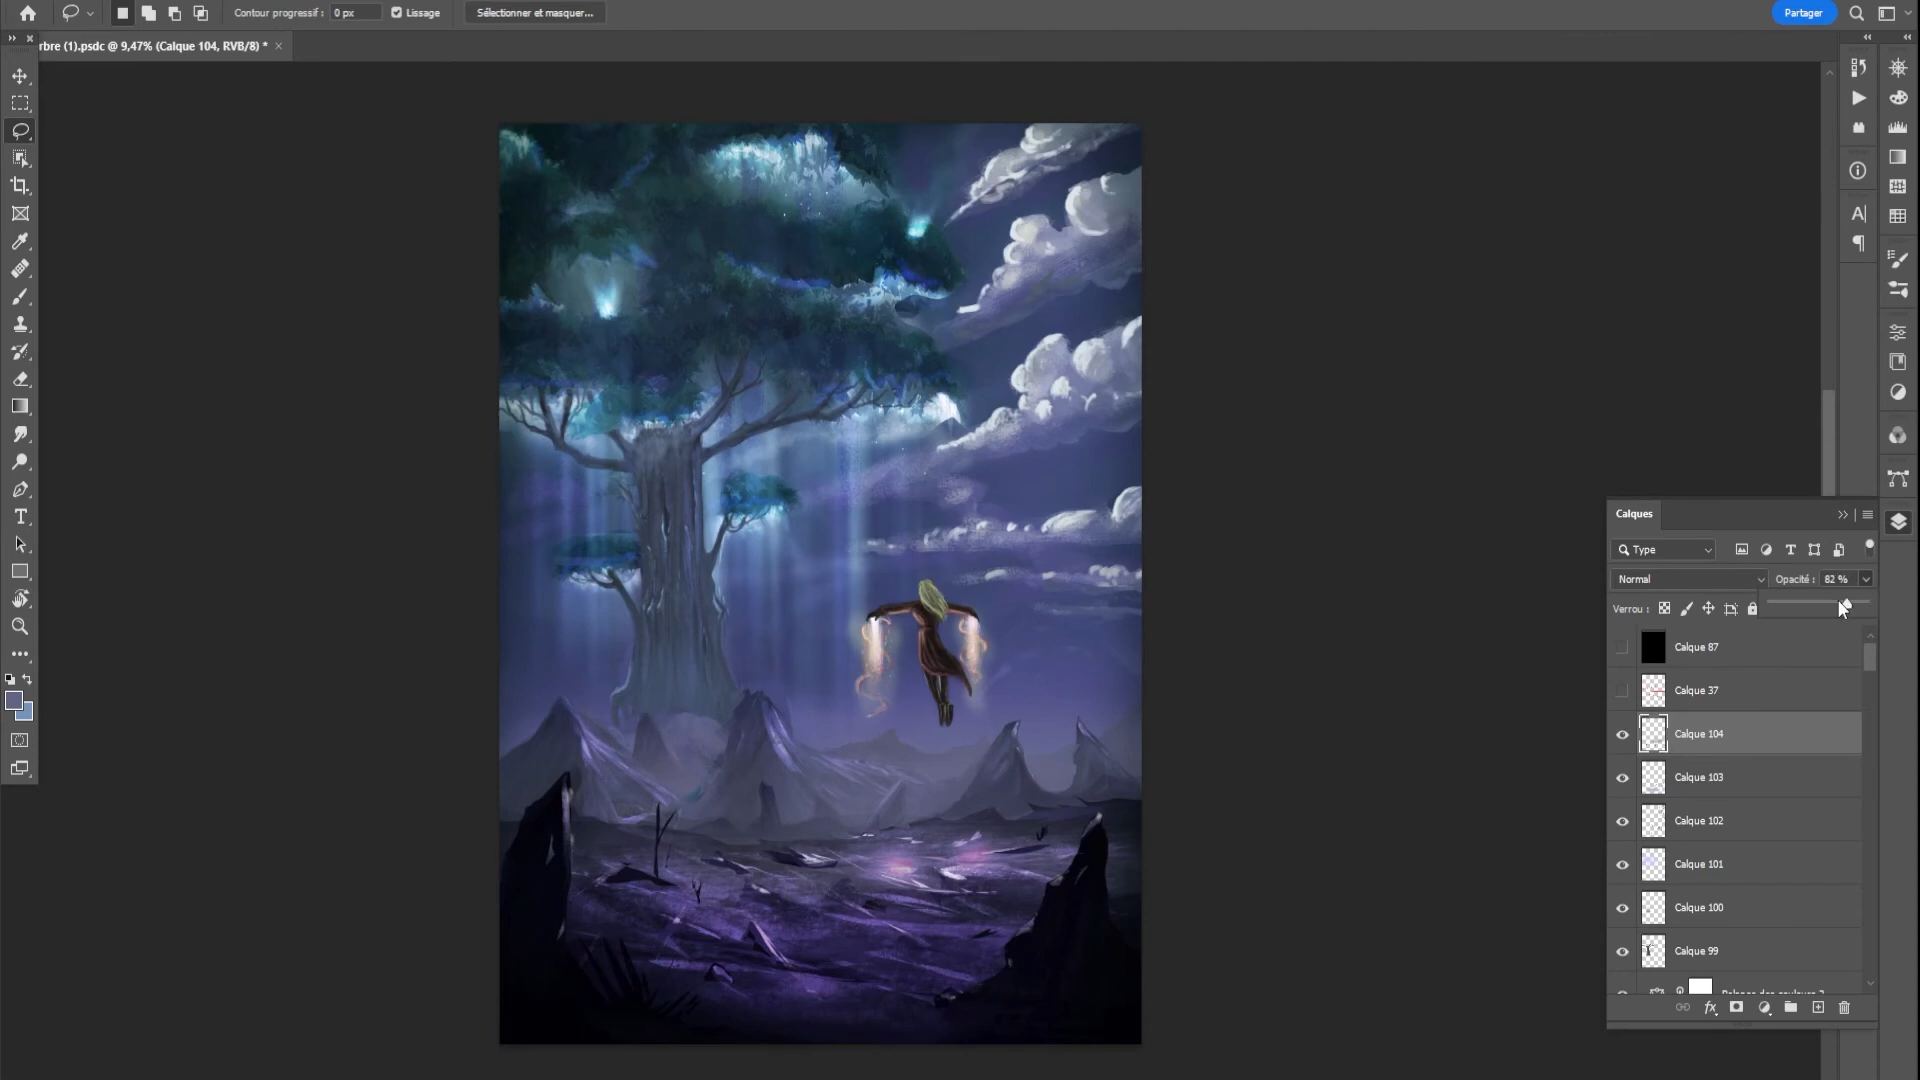 Contour progressif : 0 px Lissage Sélectionner et masquer... Partager
rbre (1).psdc @ 9,47% (Calque 104, RVB/8) * ×
Calques
Type
Normal Opacité : 82 %
Verrou :
Calque 87
Calque 37
Calque 104
Calque 103
Calque 102
Calque 101
Calque 100
Calque 99